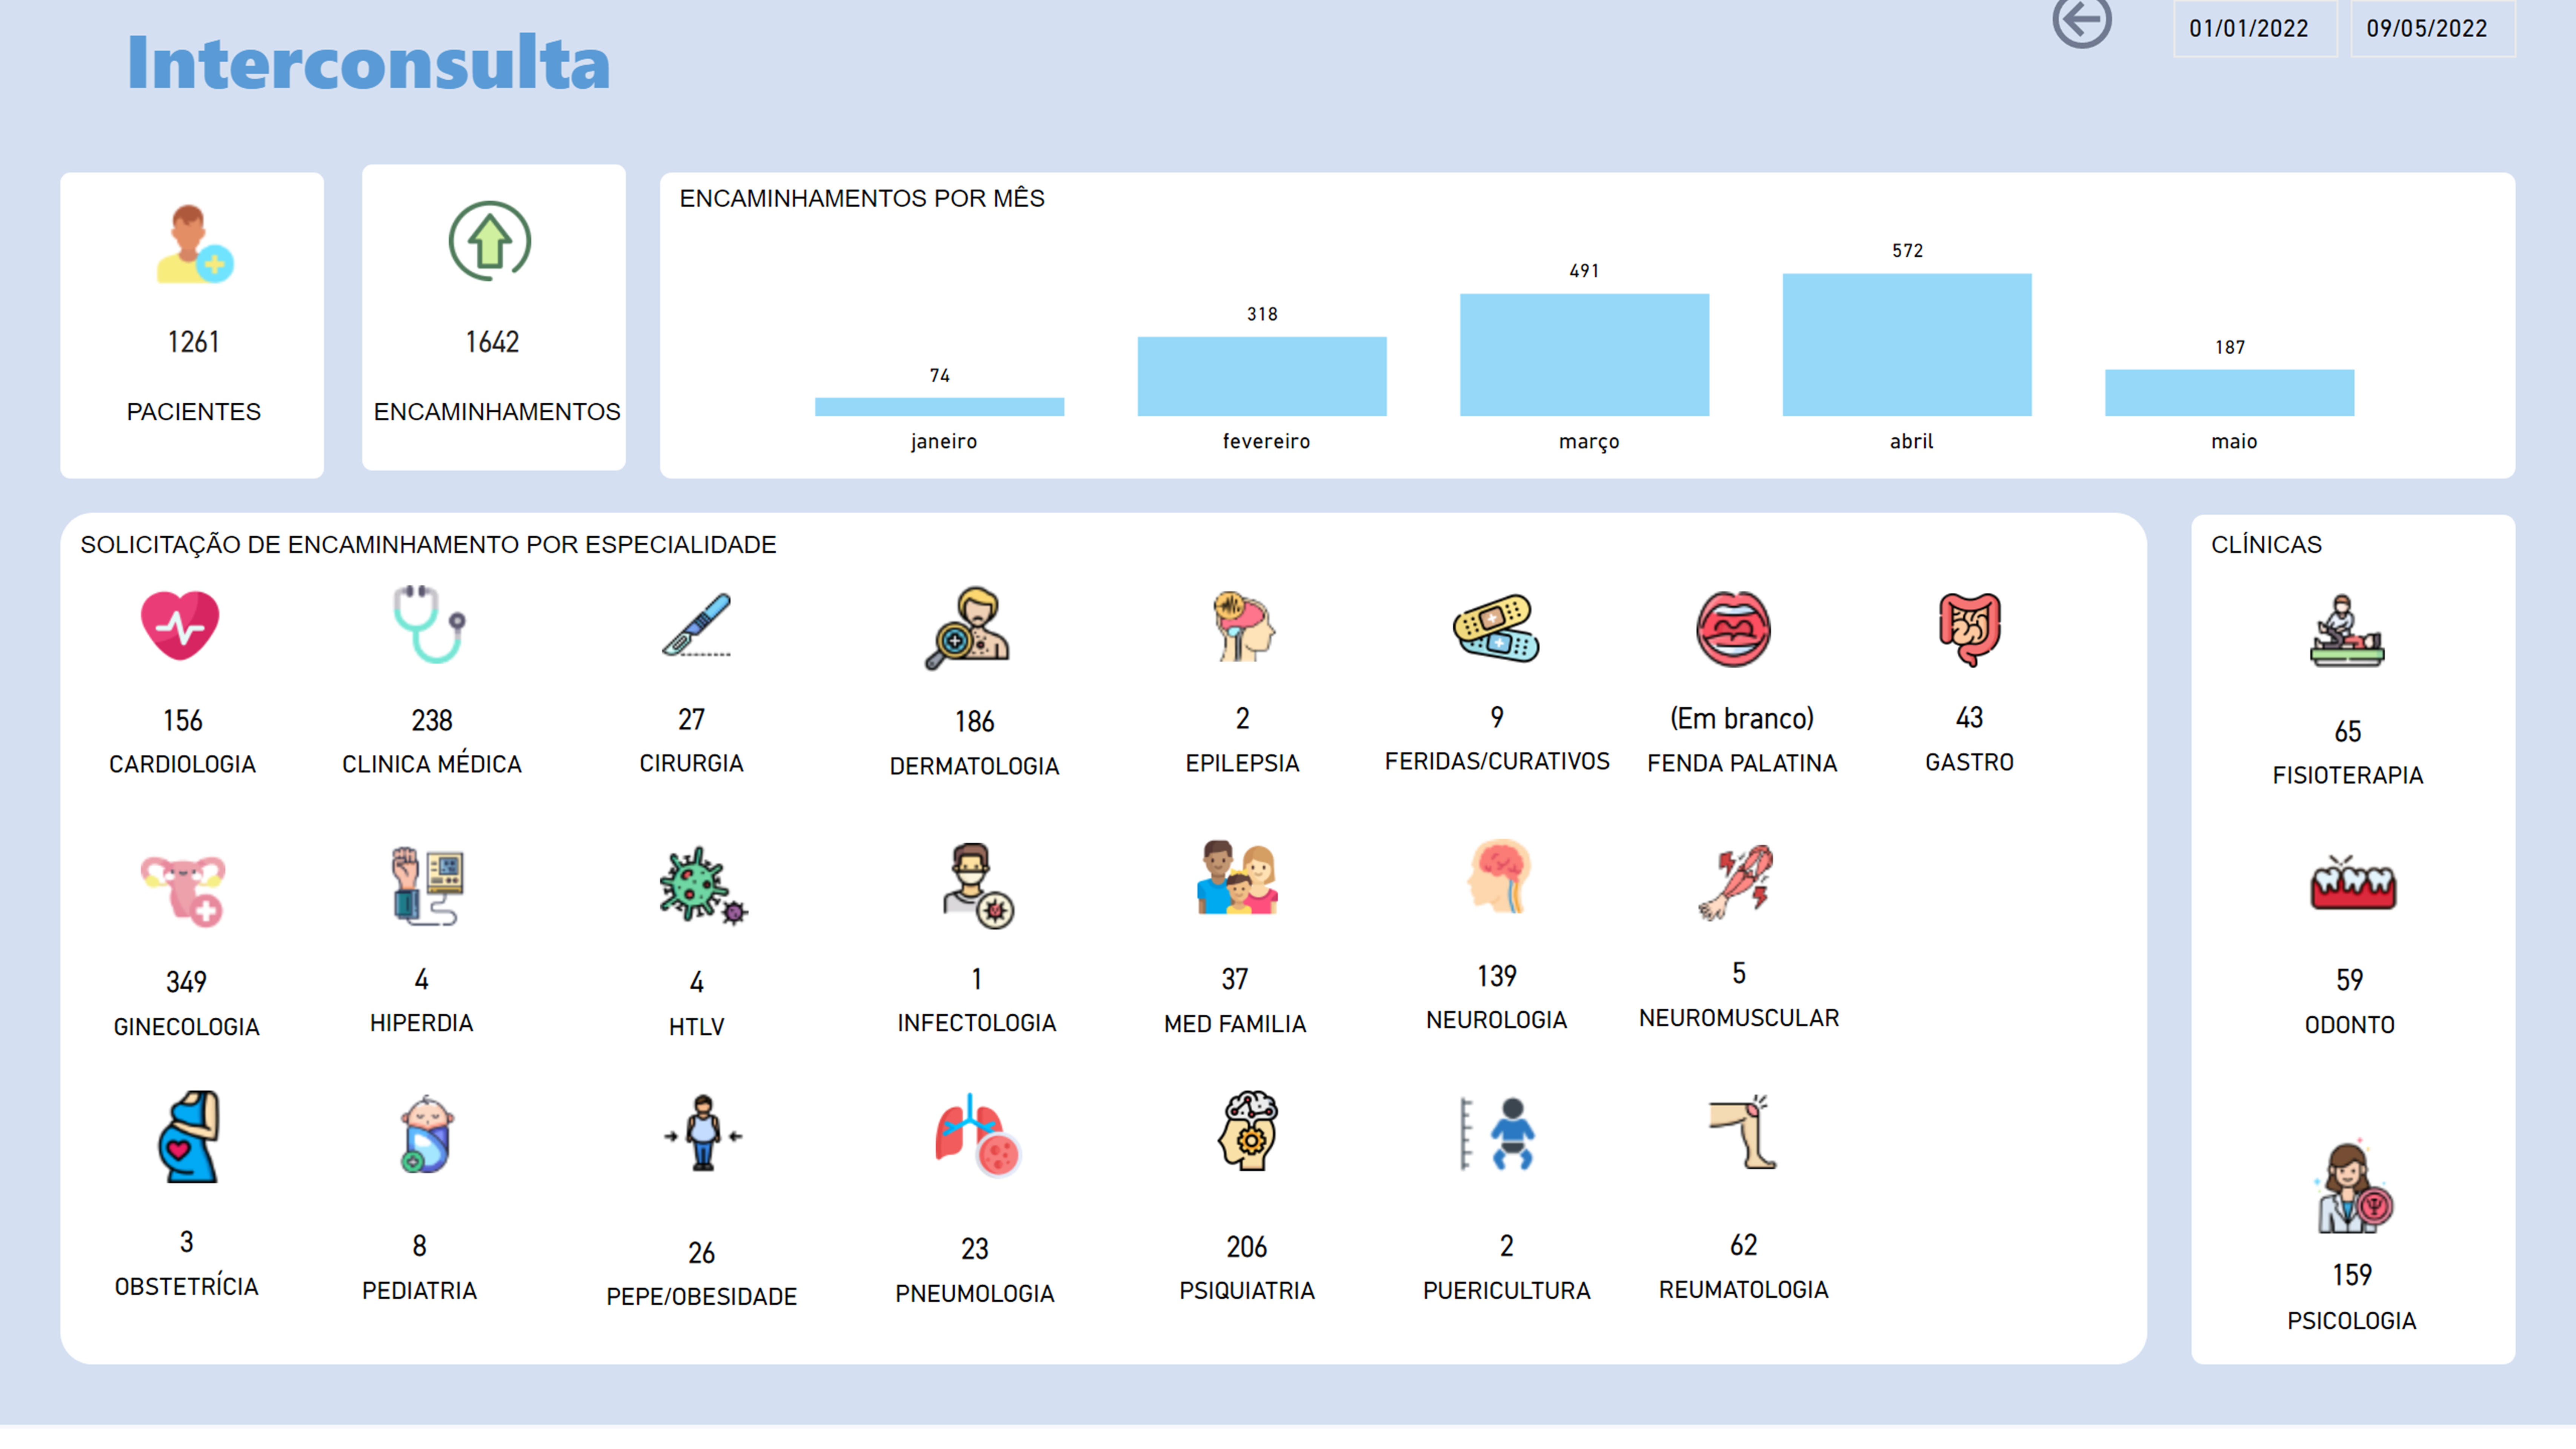 Interconsulta
01/01/2022
09/05/2022
1261
PACIENTES
1642
ENCAMINHAMENTOS
ENCAMINHAMENTOS POR MÊS
74
318
491
572
187
janeiro
fevereiro
março
abril
maio
SOLICITAÇÃO DE ENCAMINHAMENTO POR ESPECIALIDADE
156
CARDIOLOGIA
238
CLINICA MÉDICA
27
CIRURGIA
186
DERMATOLOGIA
2
EPILEPSIA
9
FERIDAS/CURATIVOS
(Em branco)
FENDA PALATINA
43
GASTRO
349
GINECOLOGIA
4
HIPERDIA
4
HTLV
1
INFECTOLOGIA
37
MED FAMILIA
139
NEUROLOGIA
5
NEUROMUSCULAR
3
OBSTETRÍCIA
8
PEDIATRIA
26
PEPE/OBESIDADE
23
PNEUMOLOGIA
206
PSIQUIATRIA
2
PUERICULTURA
62
REUMATOLOGIA
CLÍNICAS
65
FISIOTERAPIA
59
ODONTO
159
PSICOLOGIA